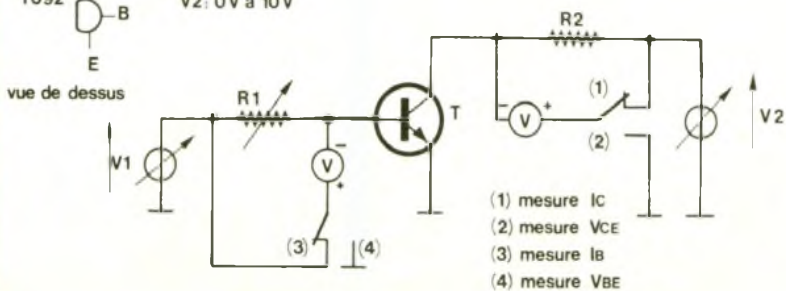 TO92
B
V2: 0V à 10V
E
vue de dessus
R1
R2
T
V1
V
V
V2
(1)
(2)
(3)
(4)
(1) mesure IC
(2) mesure VCE
(3) mesure IB
(4) mesure VBE